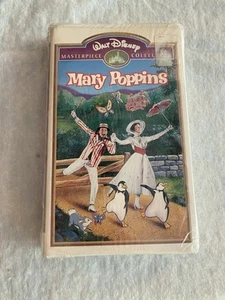 Walt Disney
MASTERPIECE COLLECTION
Mary Poppins